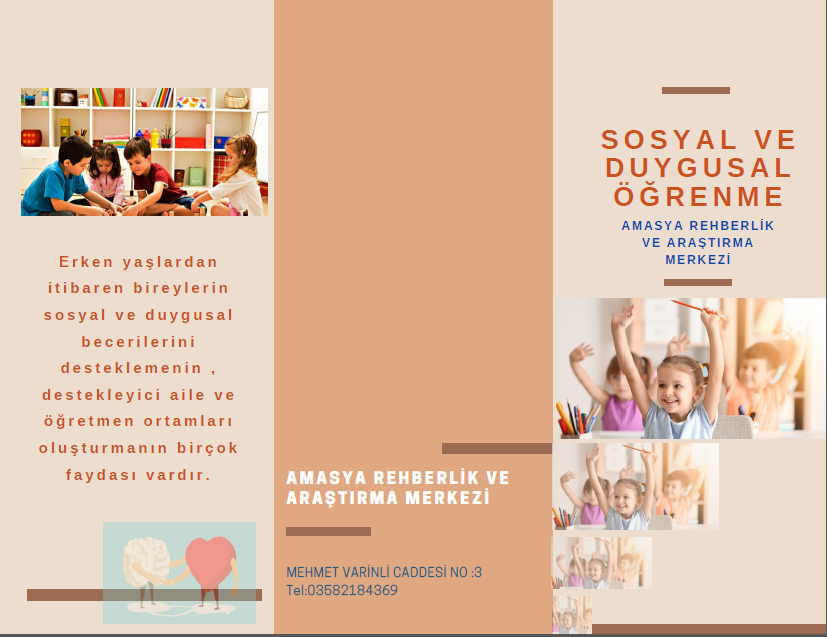 Erken yaşlardan
itibaren bireylerin
sosyal ve duygusal
becerilerini
desteklemenin ,
destekleyici aile ve
öğretmen ortamları
oluşturmanın birçok
faydası vardır.
AMASYA REHBERLİK VE
ARAŞTIRMA MERKEZİ
MEHMET VARİNLİ CADDESİ NO :3
Tel:03582184369
SOSYAL VE
DUYGUSAL
ÖĞRENME
AMASYA REHBERLİK
VE ARAŞTIRMA
MERKEZİ